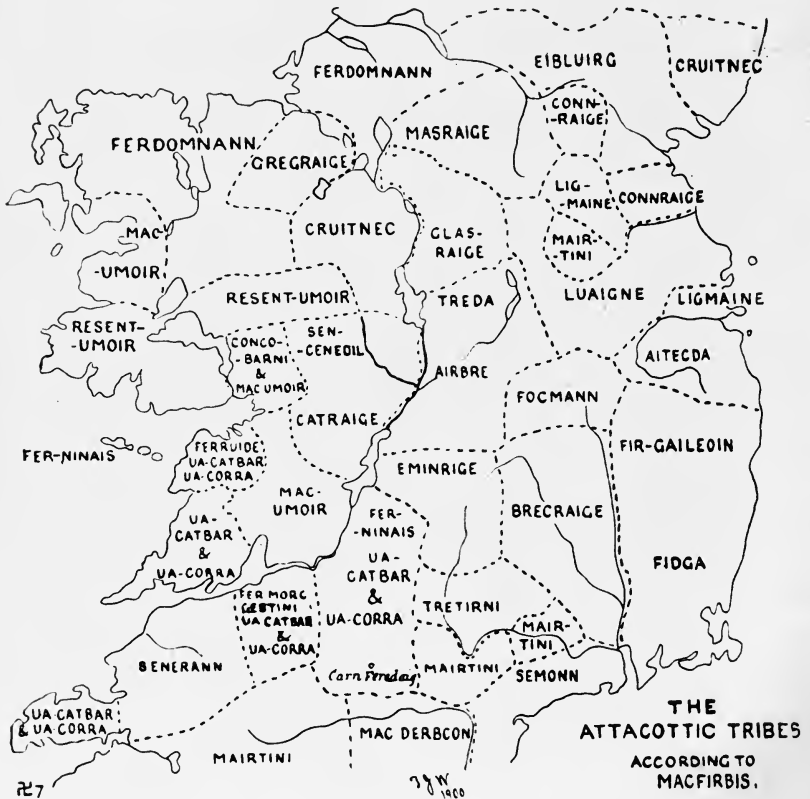 FERDOMNANN
EIBLUIRG
CRUITNEC
CONN-
-RAIGE
MASRAIGE
FERDOMNANN
GREGRAIGE
LIG-
MAINE
CONNRAIGE
MAC-
-UMOIR
CRUITNEC
GLAS-
RAIGE
MAIR-
TINI
RESENT-UMOIR
TREDA
LUAIGNE
LIGMAINE
RESENT-
-UMOIR
CONCO-
-BARNI
&
MAC UMOIR
SEN-
CENEOIL
AITECDA
AIRBRE
FOCMANN
CATRAIGE
FER-NINAIS
FERRUIDE
UA-CATBAR
UA-CORRA
EMINRIGE
FIR-GAILEOIN
MAC-
UMOIR
FER-
NINAIS
UA-
CATBAR
&
UA-CORRA
BRECRAIGE
UA-
CATBAR
&
UA-CORRA
FIDGA
FER MORC
CÆSTINI
UA CATBAR
&
UA-CORRA
TRETIRNI
MAIR-
TINI
SENERANN
MAIRTINI
SEMONN
Carn Feredaig
UA-CATBAR
& UA-CORRA
MAC DERBCON
MAIRTINI
THE
ATTACOTTIC TRIBES
ACCORDING TO
MACFIRBIS.
1900